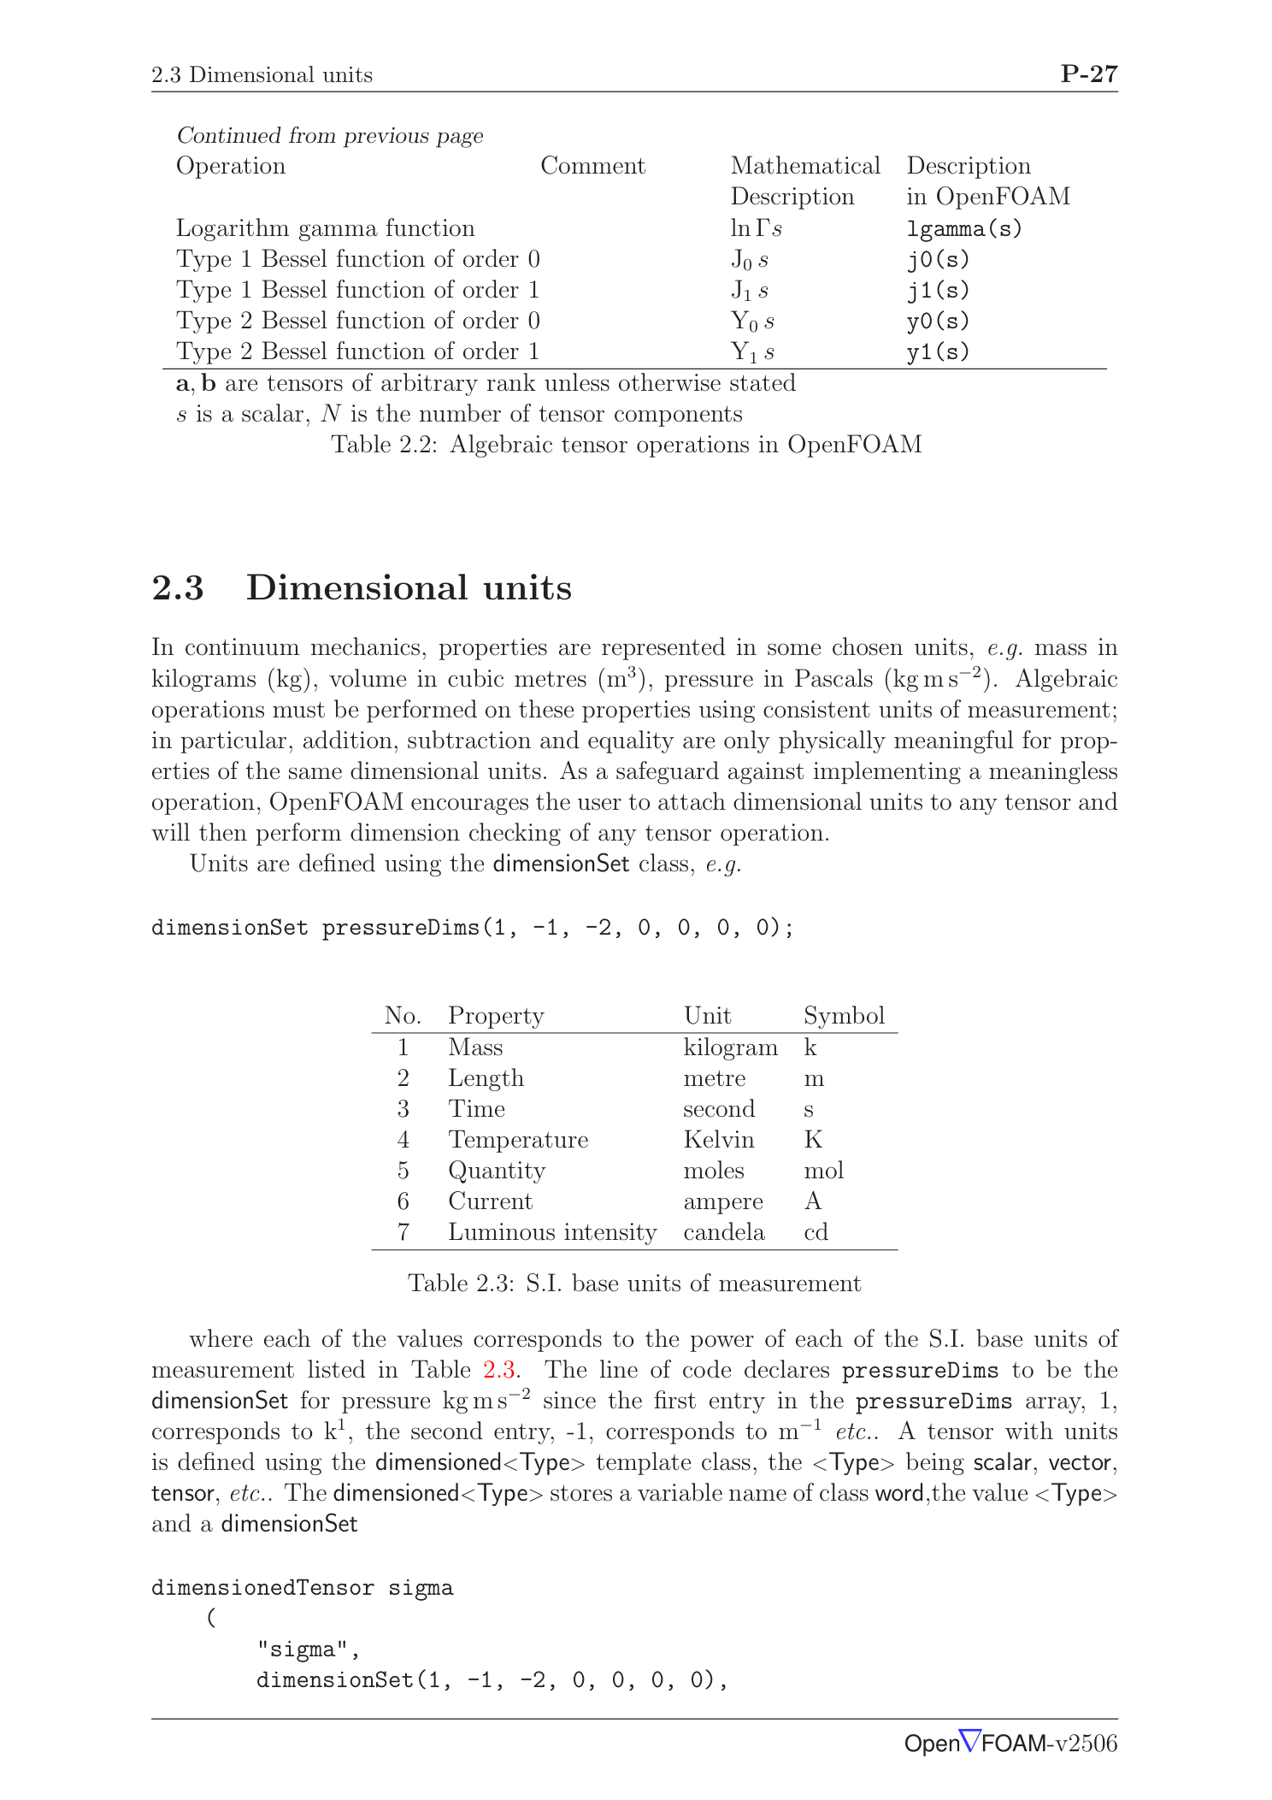 2.3 Dimensional units P-27
Continued from previous page
Operation Comment Mathematical Description
Description in OpenFOAM
Logarithm gamma function ln Γs lgamma(s)
Type 1 Bessel function of order 0 J₀ s j0(s)
Type 1 Bessel function of order 1 J₁ s j1(s)
Type 2 Bessel function of order 0 Y₀ s y0(s)
Type 2 Bessel function of order 1 Y₁ s y1(s)
a, b are tensors of arbitrary rank unless otherwise stated
s is a scalar, N is the number of tensor components
Table 2.2: Algebraic tensor operations in OpenFOAM
2.3 Dimensional units
In continuum mechanics, properties are represented in some chosen units, e.g. mass in
kilograms (kg), volume in cubic metres (m³), pressure in Pascals (kg m s⁻²). Algebraic
operations must be performed on these properties using consistent units of measurement;
in particular, addition, subtraction and equality are only physically meaningful for prop-
erties of the same dimensional units. As a safeguard against implementing a meaningless
operation, OpenFOAM encourages the user to attach dimensional units to any tensor and
will then perform dimension checking of any tensor operation.
Units are defined using the dimensionSet class, e.g.
dimensionSet pressureDims(1, -1, -2, 0, 0, 0, 0);
No. Property Unit Symbol
1 Mass kilogram k
2 Length metre m
3 Time second s
4 Temperature Kelvin K
5 Quantity moles mol
6 Current ampere A
7 Luminous intensity candela cd
Table 2.3: S.I. base units of measurement
where each of the values corresponds to the power of each of the S.I. base units of
measurement listed in Table 2.3. The line of code declares pressureDims to be the
dimensionSet for pressure kg m s⁻² since the first entry in the pressureDims array, 1,
corresponds to k¹, the second entry, -1, corresponds to m⁻¹ etc.. A tensor with units
is defined using the dimensioned<Type> template class, the <Type> being scalar, vector,
tensor, etc.. The dimensioned<Type> stores a variable name of class word,the value <Type>
and a dimensionSet
dimensionedTensor sigma
(
"sigma",
dimensionSet(1, -1, -2, 0, 0, 0, 0),
Open∇FOAM-v2506